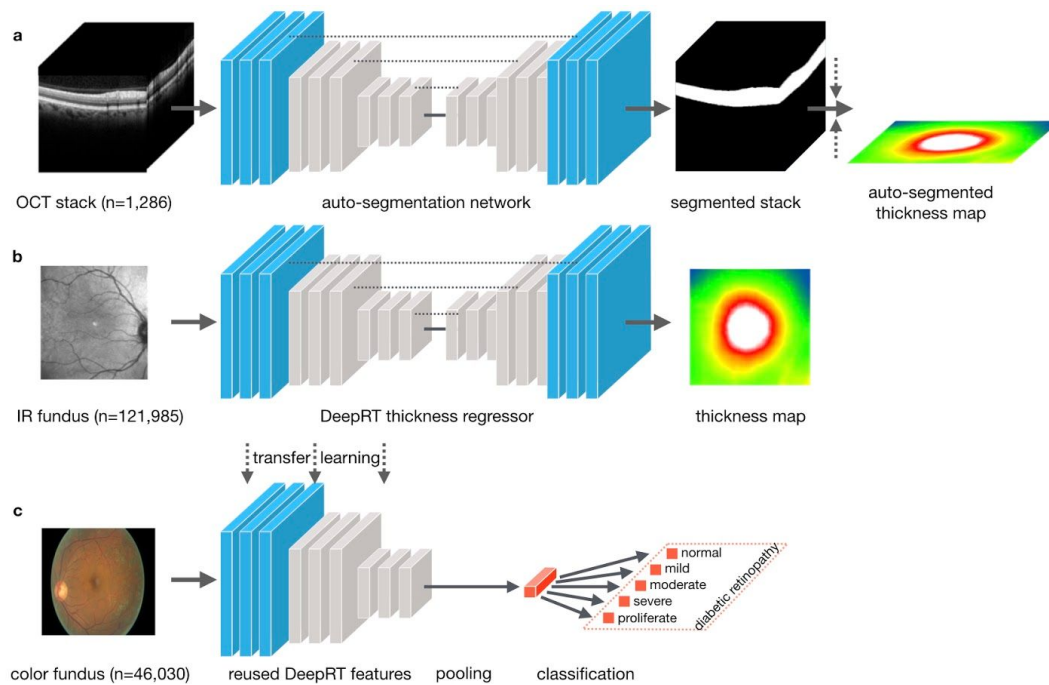 a
OCT stack (n=1,286)
auto-segmentation network
segmented stack
auto-segmented
thickness map
b
IR fundus (n=121,985)
DeepRT thickness regressor
thickness map
transfer learning
c
normal
mild
moderate
severe
proliferate
diabetic retinopathy
color fundus (n=46,030)
reused DeepRT features
pooling
classification